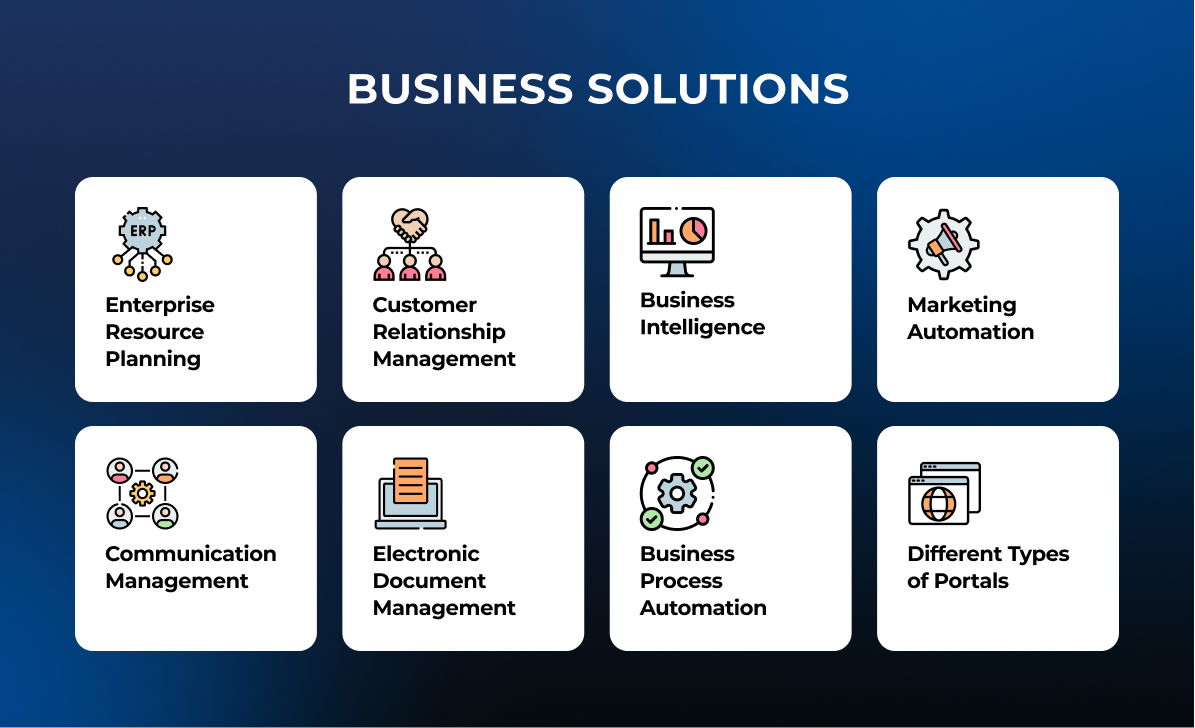 BUSINESS SOLUTIONS
ERP
Enterprise
Resource
Planning
Customer
Relationship
Management
Business
Intelligence
Marketing
Automation
Communication
Management
Electronic
Document
Management
Business
Process
Automation
Different Types
of Portals